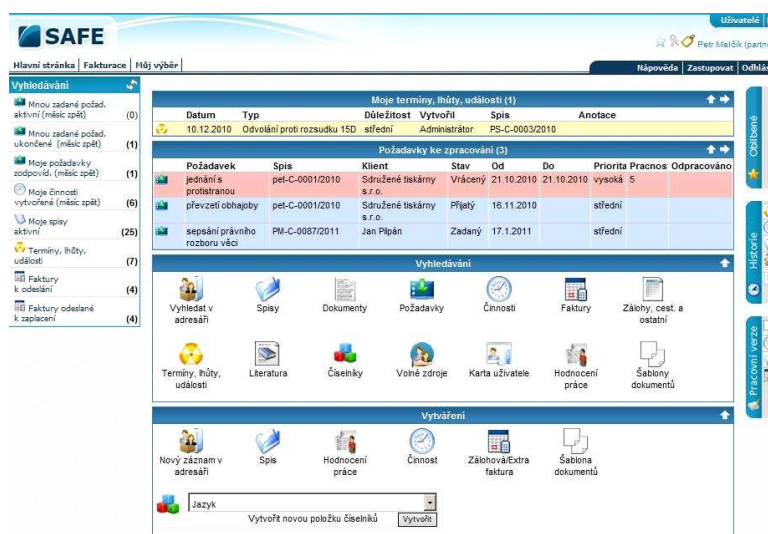 SAFE
Uživatelé
Petr Melčík (partn
Hlavní stránka Fakturace Můj výběr
Nápověda Zastupovat Odhlás
Vyhledávání
Mnou zadané požad.
aktivní (měsíc zpět) (0)
Mnou zadané požad.
ukončené (měsíc zpět) (1)
Moje požadavky
zodpovíd. (měsíc zpět) (1)
Moje činnosti
vytvořené (měsíc zpět) (6)
Moje spisy
aktivní (25)
Termíny, lhůty,
události (7)
Faktury
k odeslání (4)
Faktury odeslané
k zaplacení (4)
Moje termíny, lhůty, události (1)
Datum Typ Důležitost Vytvořil Spis Anotace
10.12.2010 Odvolání proti rozsudku 15D střední Administrátor PS-C-0003/2010
Požadavky ke zpracování (3)
Požadavek Spis Klient Stav Od Do Priorita Pracnos Odpracováno
jednání s pet-C-0001/2010 Sdružené tiskárny Vrácený 21.10.2010 21.10.2010 vysoká 5
protistranou s.r.o.
převzetí obhajoby pet-C-0001/2010 Sdružené tiskárny Přijatý 16.11.2010 střední
s.r.o.
sepsání právního PM-C-0087/2011 Jan Pilpán Zadaný 17.1.2011 střední
rozboru věci
Vyhledávání
Vyhledat v Spisy Dokumenty Požadavky Činnosti Faktury Zálohy, cest. a
adresáři ostatní
Termíny, lhůty, Literatura Číselníky Volné zdroje Karta uživatele Hodnocení Šablony
události práce dokumentů
Vytváření
Nový záznam v Spis Hodnocení Činnost Zálohová/Extra Šablona
adresáři práce faktura dokumentů
Jazyk
Vytvořit novou položku číselníků Vytvořit
Oblíbené
Historie
Pracovní verze